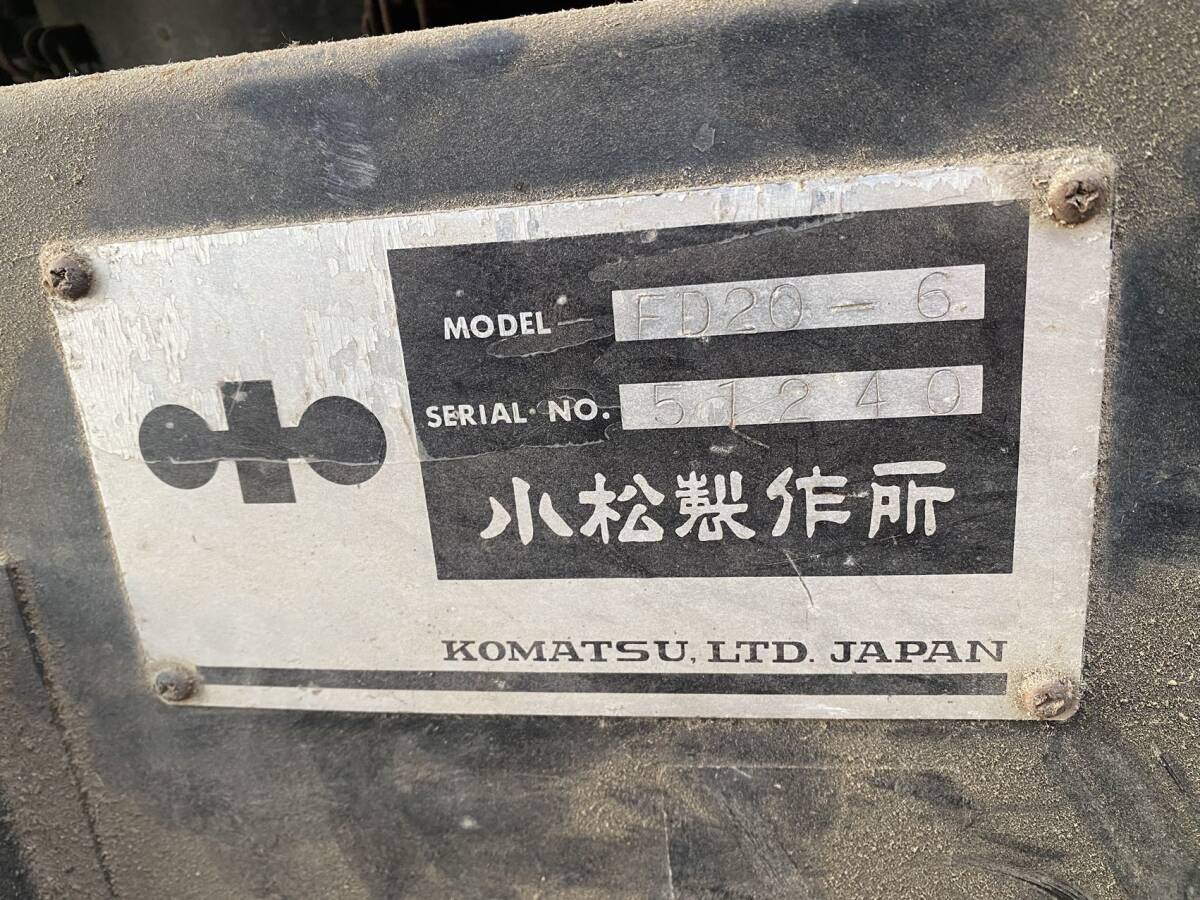 MODEL FD20-6
SERIAL NO. 51240
小松製作所
KOMATSU, LTD. JAPAN